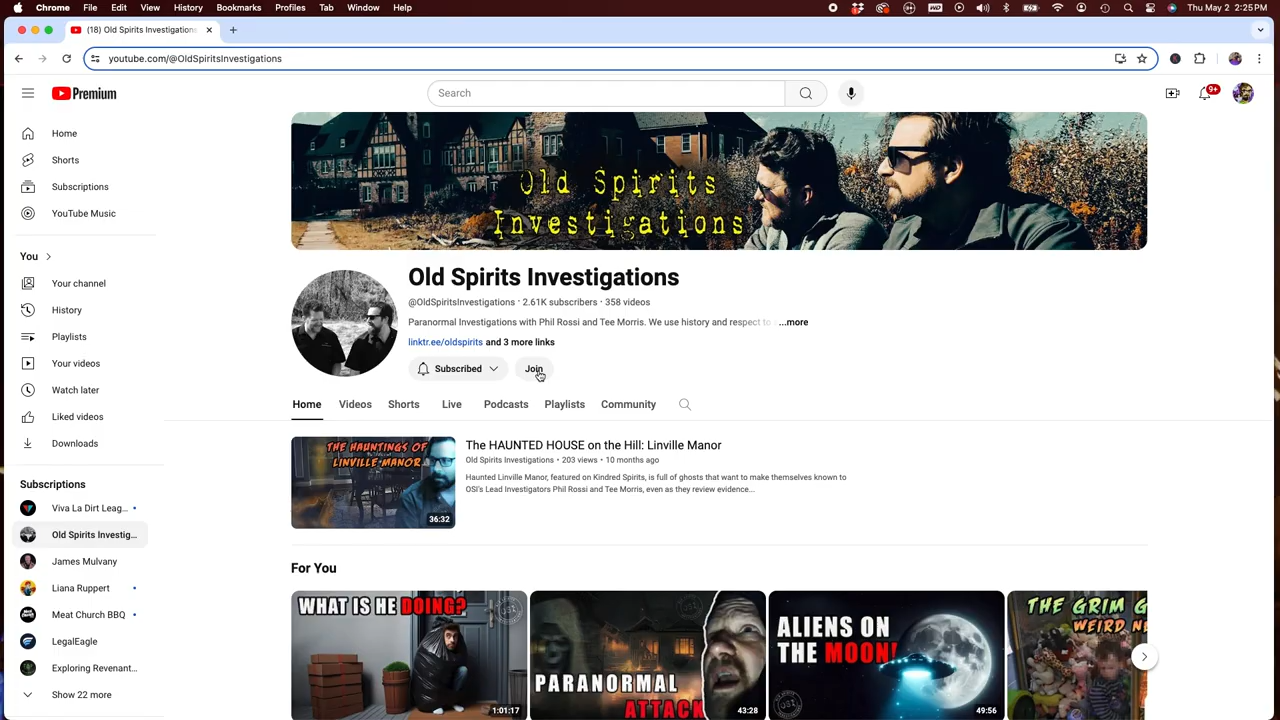 Chrome File Edit View History Bookmarks Profiles Tab Window Help
Thu May 2 2:25 PM
(18) Old Spirits Investigations
youtube.com/@OldSpiritsInvestigations
Premium
Search
9+
Home
Shorts
Subscriptions
YouTube Music
You
Your channel
History
Playlists
Your videos
Watch later
Liked videos
Downloads
Subscriptions
Viva La Dirt Leag...
Old Spirits Investig...
James Mulvany
Liana Ruppert
Meat Church BBQ
LegalEagle
Exploring Revenant...
Show 22 more
Old Spirits
Investigations
Old Spirits Investigations
@OldSpiritsInvestigations · 2.61K subscribers · 358 videos
Paranormal Investigations with Phil Rossi and Tee Morris. We use history and respect to ...more
linktr.ee/oldspirits and 3 more links
Subscribed
Join
Home Videos Shorts Live Podcasts Playlists Community
THE HAUNTINGS OF
LINVILLE MANOR
36:32
The HAUNTED HOUSE on the Hill: Linville Manor
Old Spirits Investigations • 203 views • 10 months ago
Haunted Linville Manor, featured on Kindred Spirits, is full of ghosts that want to make themselves known to
OSI's Lead Investigators Phil Rossi and Tee Morris, even as they review evidence...
For You
WHAT IS HE DOING?
OSI
1:01:17
OSI
PARANORMAL
ATTACK
43:28
ALIENS ON
THE MOON!
OSI
49:56
THE GRIM G
WEIRD NE